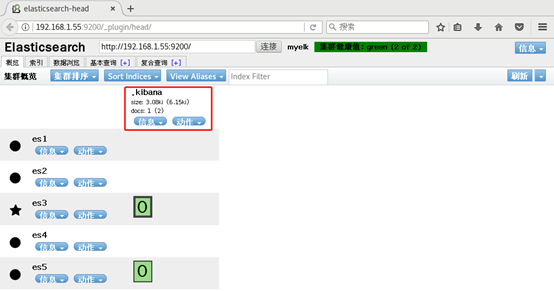 elasticsearch-head
192.168.1.55:9200/_plugin/head/
搜索
Elasticsearch http://192.168.1.55:9200/ 连接 myelk 集群健康值: green (2 of 2) 信息
概览 索引 数据浏览 基本查询 [+] 复合查询 [+]
集群概览 集群排序 Sort Indices View Aliases Index Filter 刷新
.kibana
size: 3.08ki (6.15ki)
docs: 1 (2)
信息 动作
es1
信息 动作
es2
信息 动作
es3
信息 动作
0
es4
信息 动作
es5
信息 动作
0